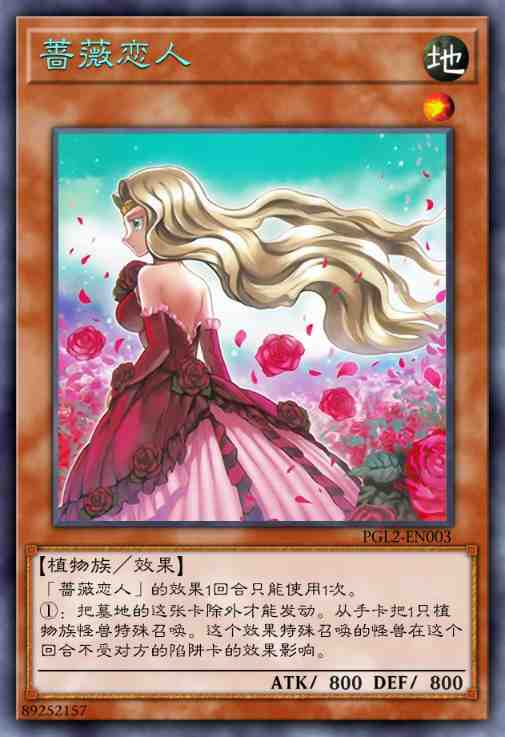 蔷薇恋人
地
PGL2-EN003
【植物族／效果】
「蔷薇恋人」的效果1回合只能使用1次。
①：把墓地的这张卡除外才能发动。从手卡把1只植
物族怪兽特殊召唤。这个效果特殊召唤的怪兽在这个
回合不受对方的陷阱卡的效果影响。
ATK/ 800 DEF/ 800
89252157